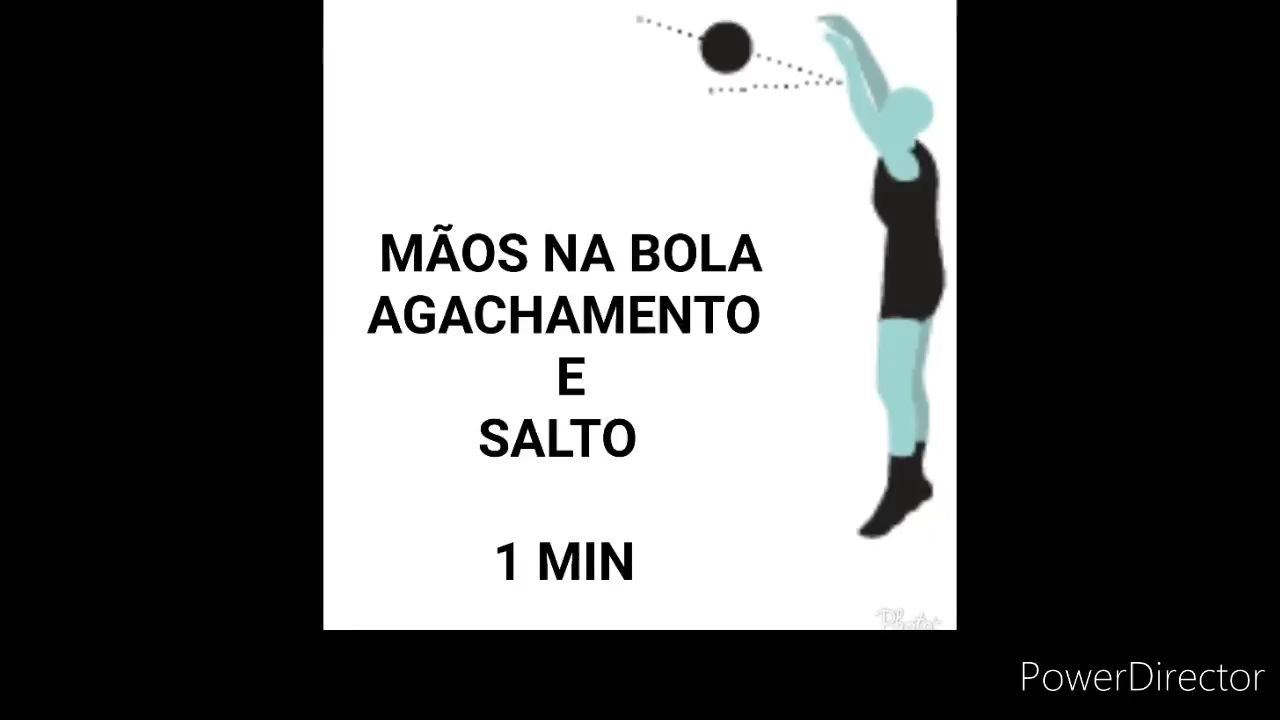 MÃOS NA BOLA
AGACHAMENTO
E
SALTO
1 MIN
PowerDirector